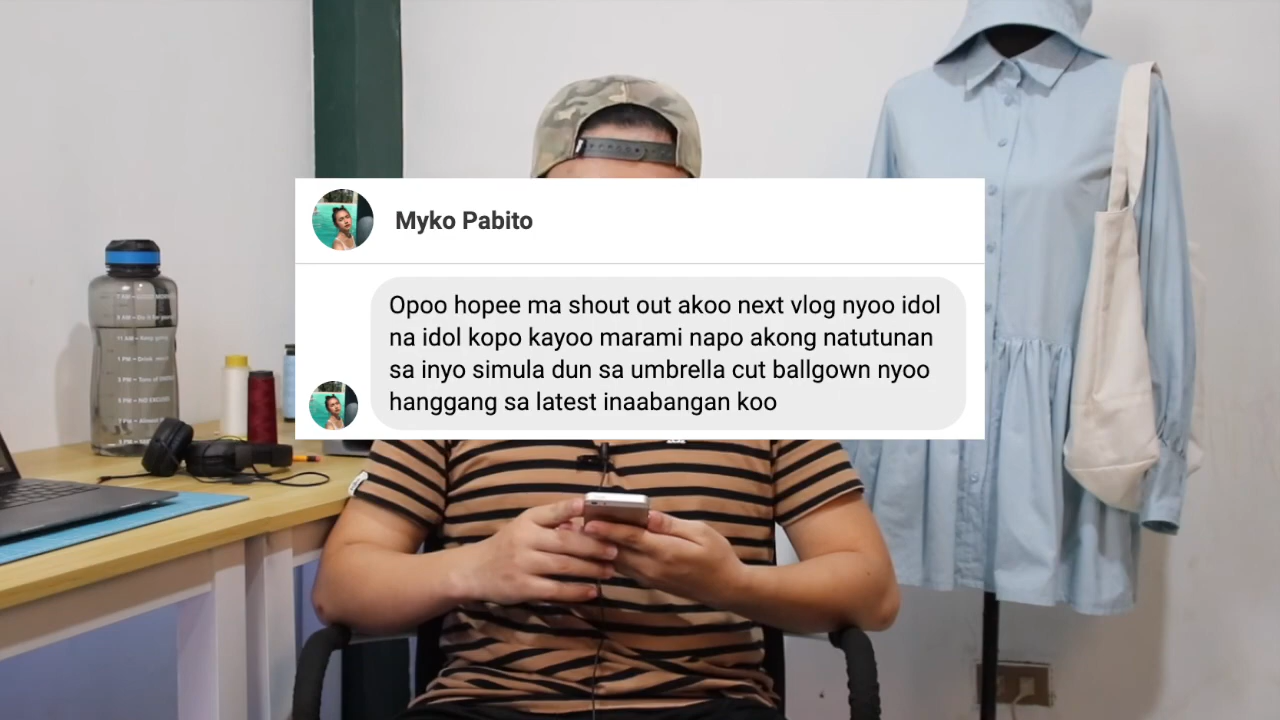 Myko Pabito
Opoo hopee ma shout out akoo next vlog nyoo idol
na idol kopo kayoo marami napo akong natutunan
sa inyo simula dun sa umbrella cut ballgown nyoo
hanggang sa latest inaabangan koo